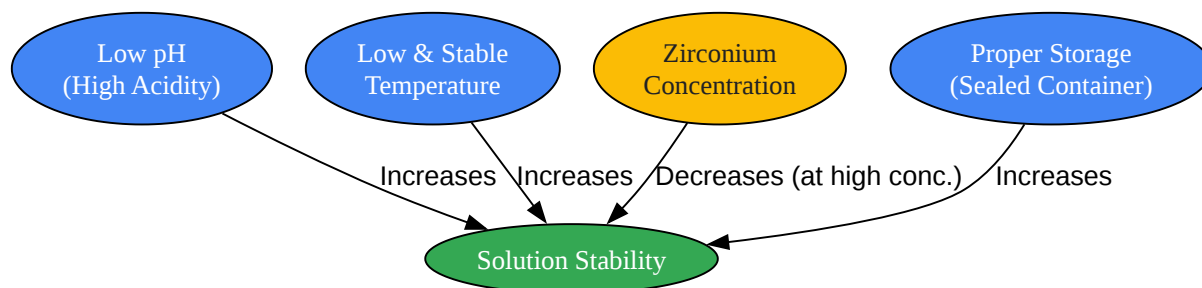 Low pH
(High Acidity)
Low & Stable
Temperature
Zirconium
Concentration
Proper Storage
(Sealed Container)
Increases
Increases
Decreases (at high conc.)
Increases
Solution Stability